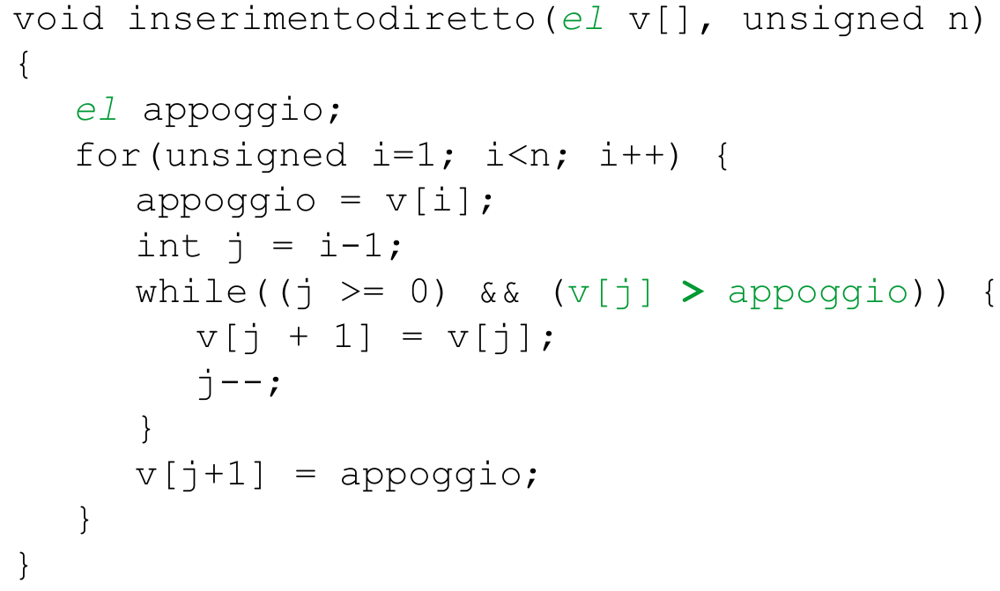 void inserimentodiretto(el v[], unsigned n)
{
el appoggio;
for(unsigned i=1; i<n; i++) {
appoggio = v[i];
int j = i-1;
while((j >= 0) && (v[j] > appoggio)) {
v[j + 1] = v[j];
j--;
}
v[j+1] = appoggio;
}
}